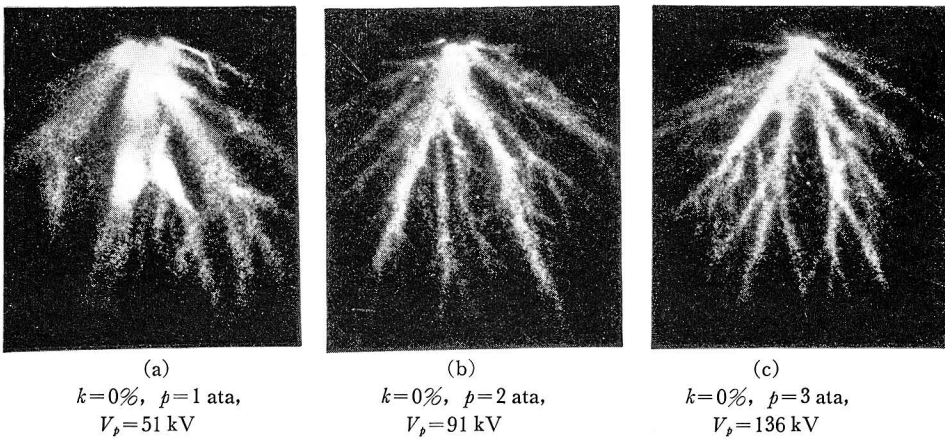 (a)
k=0%, p=1 ata,
V_p=51 kV
(b)
k=0%, p=2 ata,
V_p=91 kV
(c)
k=0%, p=3 ata,
V_p=136 kV